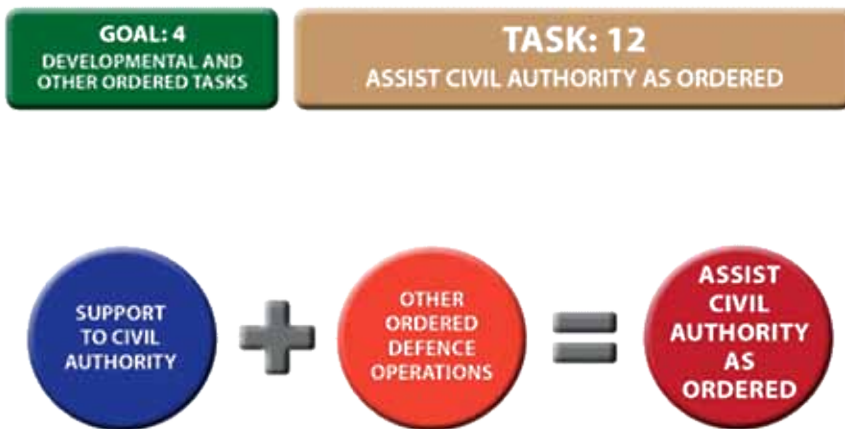 GOAL: 4
DEVELOPMENTAL AND
OTHER ORDERED TASKS
TASK: 12
ASSIST CIVIL AUTHORITY AS ORDERED
SUPPORT
TO CIVIL
AUTHORITY
OTHER
ORDERED
DEFENCE
OPERATIONS
ASSIST
CIVIL
AUTHORITY
AS
ORDERED